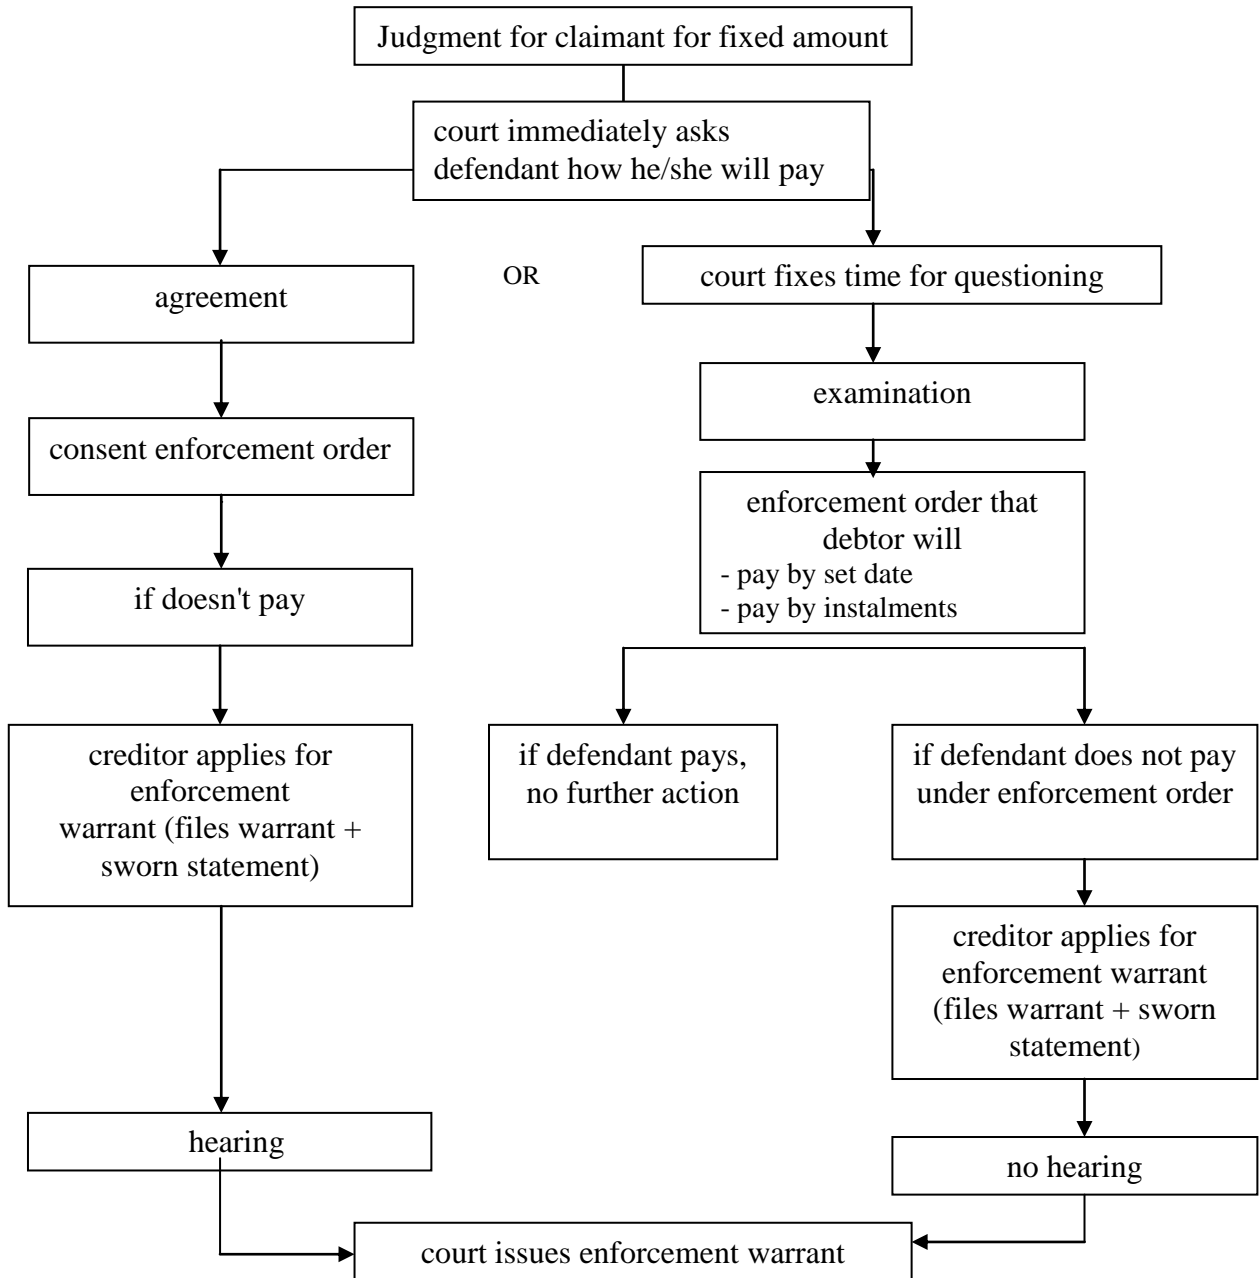 Judgment for claimant for fixed amount
court immediately asks
defendant how he/she will pay
agreement
OR
court fixes time for questioning
consent enforcement order
examination
if doesn't pay
enforcement order that
debtor will
- pay by set date
- pay by instalments
creditor applies for
enforcement
warrant (files warrant +
sworn statement)
if defendant pays,
no further action
if defendant does not pay
under enforcement order
creditor applies for
enforcement warrant
(files warrant + sworn
statement)
hearing
no hearing
court issues enforcement warrant